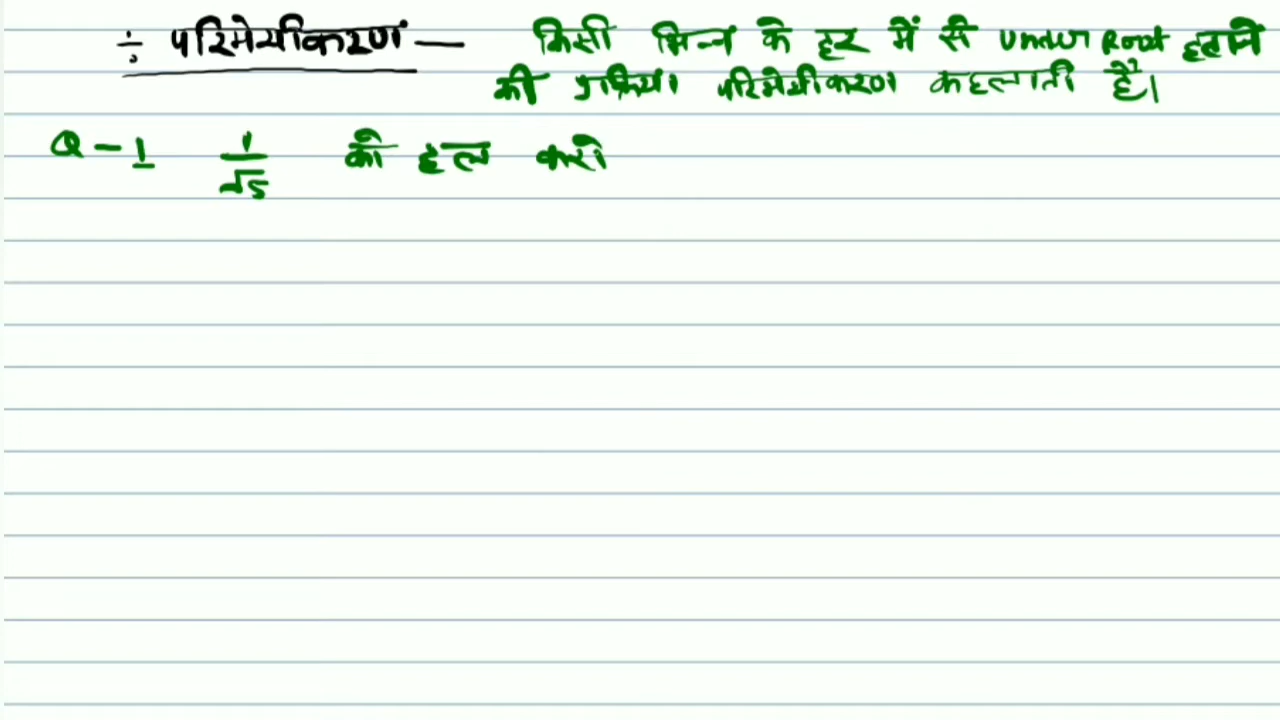 ÷ परिमेयीकरण — किसी भिन्न के हर में से under Root हटाने
की प्रक्रिया परिमेयीकरण कहलाती है।
Q-1 1/√5 को हल करो